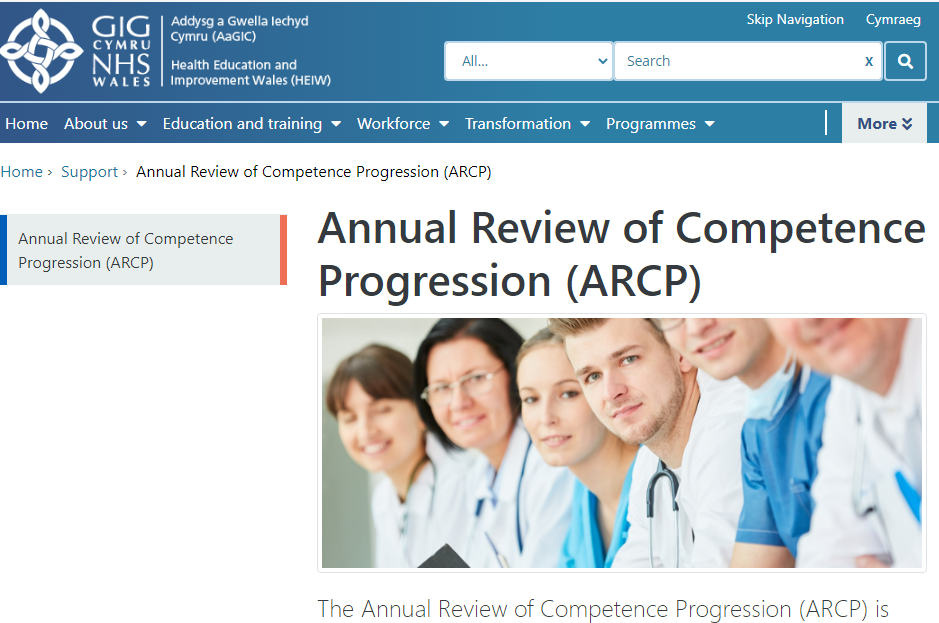 Skip Navigation Cymraeg
GIG
CYMRU
NHS
WALES
Addysg a Gwella Iechyd
Cymru (AaGIC)
Health Education and
Improvement Wales (HEIW)
All... Search x
Home About us Education and training Workforce Transformation Programmes More
Home › Support › Annual Review of Competence Progression (ARCP)
Annual Review of Competence
Progression (ARCP)
Annual Review of Competence
Progression (ARCP)
The Annual Review of Competence Progression (ARCP) is